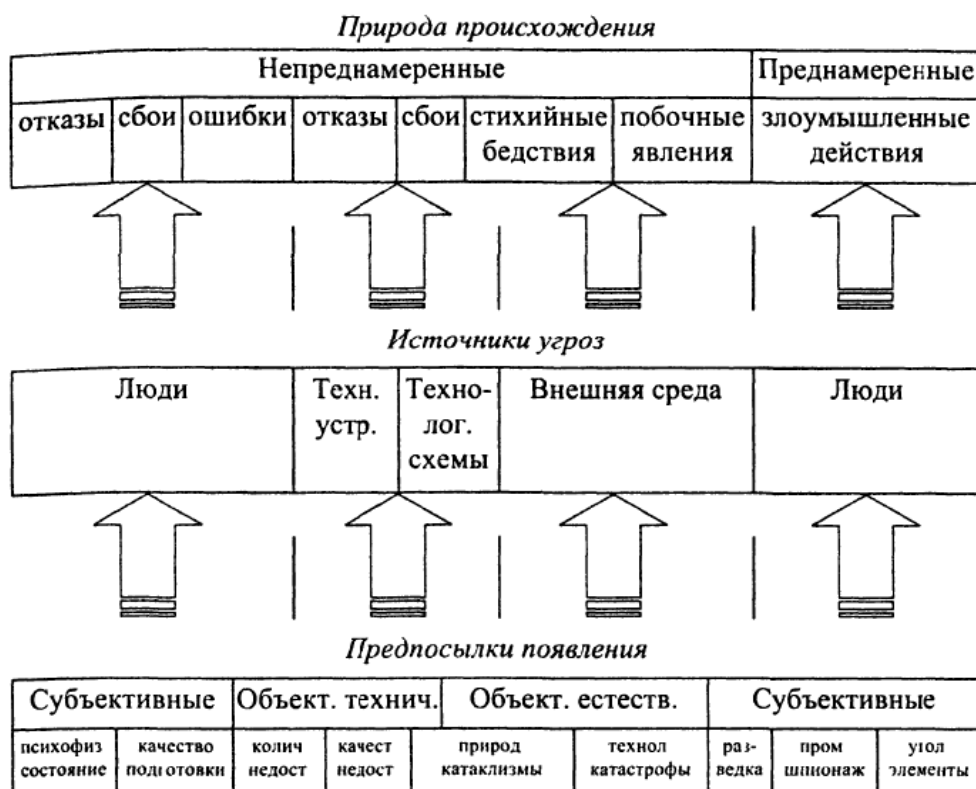 Природа происхождения
Непреднамеренные Преднамеренные
отказы сбои ошибки отказы сбои стихийные побочные злоумышленные
бедствия явления действия
Источники угроз
Люди Техн. Техно- Внешняя среда Люди
устр. лог.
схемы
Предпосылки появления
Субъективные Объект. технич. Объект. естеств. Субъективные
психофиз качество колич качест природ технол раз- пром угол
состояние подготовки недост недост катаклизмы катастрофы ведка шпионаж элементы